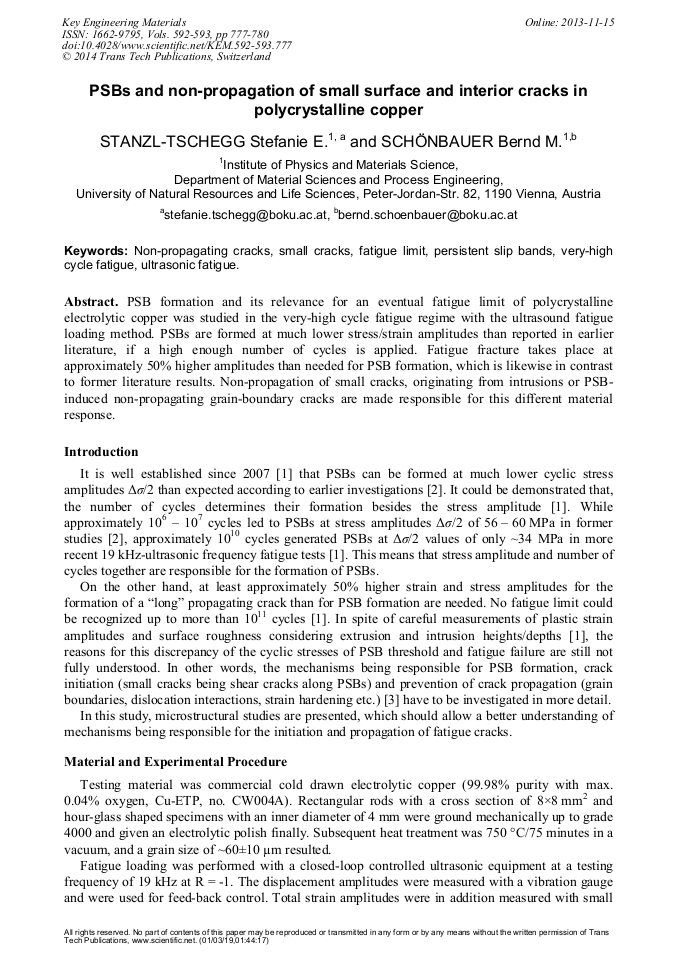 Key Engineering Materials
Online: 2013-11-15
ISSN: 1662-9795, Vols. 592-593, pp 777-780
doi:10.4028/www.scientific.net/KEM.592-593.777
© 2014 Trans Tech Publications, Switzerland
PSBs and non-propagation of small surface and interior cracks in
polycrystalline copper
STANZL-TSCHEGG Stefanie E.1, a and SCHÖNBAUER Bernd M.1,b
1Institute of Physics and Materials Science,
Department of Material Sciences and Process Engineering,
University of Natural Resources and Life Sciences, Peter-Jordan-Str. 82, 1190 Vienna, Austria
astefanie.tschegg@boku.ac.at, bbernd.schoenbauer@boku.ac.at
Keywords: Non-propagating cracks, small cracks, fatigue limit, persistent slip bands, very-high
cycle fatigue, ultrasonic fatigue.
Abstract. PSB formation and its relevance for an eventual fatigue limit of polycrystalline
electrolytic copper was studied in the very-high cycle fatigue regime with the ultrasound fatigue
loading method. PSBs are formed at much lower stress/strain amplitudes than reported in earlier
literature, if a high enough number of cycles is applied. Fatigue fracture takes place at
approximately 50% higher amplitudes than needed for PSB formation, which is likewise in contrast
to former literature results. Non-propagation of small cracks, originating from intrusions or PSB-
induced non-propagating grain-boundary cracks are made responsible for this different material
response.
Introduction
It is well established since 2007 [1] that PSBs can be formed at much lower cyclic stress
amplitudes Δσ/2 than expected according to earlier investigations [2]. It could be demonstrated that,
the number of cycles determines their formation besides the stress amplitude [1]. While
approximately 10^6 – 10^7 cycles led to PSBs at stress amplitudes Δσ/2 of 56 – 60 MPa in former
studies [2], approximately 10^10 cycles generated PSBs at Δσ/2 values of only ~34 MPa in more
recent 19 kHz-ultrasonic frequency fatigue tests [1]. This means that stress amplitude and number of
cycles together are responsible for the formation of PSBs.
On the other hand, at least approximately 50% higher strain and stress amplitudes for the
formation of a “long” propagating crack than for PSB formation are needed. No fatigue limit could
be recognized up to more than 10^11 cycles [1]. In spite of careful measurements of plastic strain
amplitudes and surface roughness considering extrusion and intrusion heights/depths [1], the
reasons for this discrepancy of the cyclic stresses of PSB threshold and fatigue failure are still not
fully understood. In other words, the mechanisms being responsible for PSB formation, crack
initiation (small cracks being shear cracks along PSBs) and prevention of crack propagation (grain
boundaries, dislocation interactions, strain hardening etc.) [3] have to be investigated in more detail.
In this study, microstructural studies are presented, which should allow a better understanding of
mechanisms being responsible for the initiation and propagation of fatigue cracks.
Material and Experimental Procedure
Testing material was commercial cold drawn electrolytic copper (99.98% purity with max.
0.04% oxygen, Cu-ETP, no. CW004A). Rectangular rods with a cross section of 8×8 mm2 and
hour-glass shaped specimens with an inner diameter of 4 mm were ground mechanically up to grade
4000 and given an electrolytic polish finally. Subsequent heat treatment was 750 °C/75 minutes in a
vacuum, and a grain size of ~60±10 µm resulted.
Fatigue loading was performed with a closed-loop controlled ultrasonic equipment at a testing
frequency of 19 kHz at R = -1. The displacement amplitudes were measured with a vibration gauge
and were used for feed-back control. Total strain amplitudes were in addition measured with small
All rights reserved. No part of contents of this paper may be reproduced or transmitted in any form or by any means without the written permission of Trans
Tech Publications, www.scientific.net. (01/03/19,01:44:17)